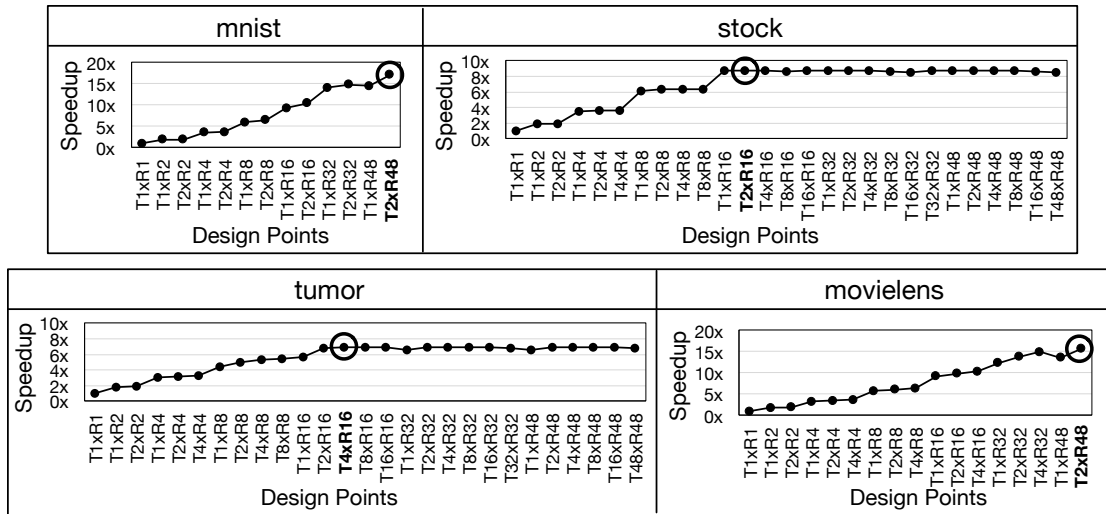 mnist
Speedup
20x
15x
10x
5x
0x
T1xR1
T1xR2
T2xR2
T1xR4
T2xR4
T1xR8
T2xR8
T1xR16
T2xR16
T1xR32
T2xR32
T1xR48
T2xR48
Design Points
stock
Speedup
10x
8x
6x
4x
2x
0x
T1xR1
T1xR2
T2xR2
T1xR4
T2xR4
T4xR4
T1xR8
T2xR8
T4xR8
T8xR8
T1xR16
T2xR16
T4xR16
T8xR16
T16xR16
T1xR32
T2xR32
T4xR32
T8xR32
T16xR32
T32xR32
T1xR48
T2xR48
T4xR48
T8xR48
T16xR48
T48xR48
Design Points
tumor
Speedup
10x
8x
6x
4x
2x
0x
T1xR1
T1xR2
T2xR2
T1xR4
T2xR4
T4xR4
T1xR8
T2xR8
T4xR8
T8xR8
T1xR16
T2xR16
T4xR16
T8xR16
T16xR16
T1xR32
T2xR32
T4xR32
T8xR32
T16xR32
T32xR32
T1xR48
T2xR48
T4xR48
T8xR48
T16xR48
T48xR48
Design Points
movielens
Speedup
20x
15x
10x
5x
0x
T1xR1
T1xR2
T2xR2
T1xR4
T2xR4
T4xR4
T1xR8
T2xR8
T4xR8
T1xR16
T2xR16
T4xR16
T1xR32
T2xR32
T4xR32
T1xR48
T2xR48
Design Points